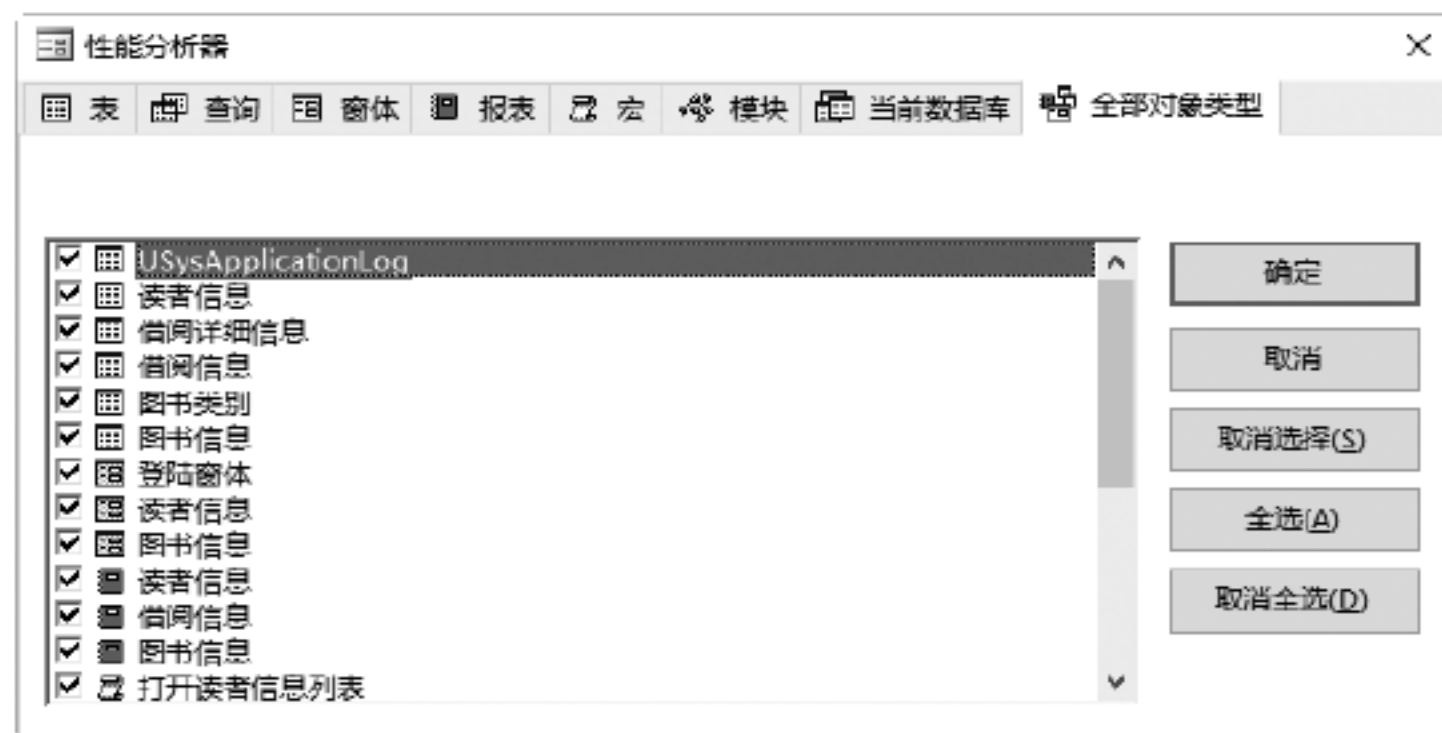 性能分析器
表 查询 窗体 报表 宏 模块 当前数据库 全部对象类型
USysApplicationLog
读者信息
借阅详细信息
借阅信息
图书类别
图书信息
登陆窗体
读者信息
图书信息
读者信息
借阅信息
图书信息
打开读者信息列表
确定
取消
取消选择(S)
全选(A)
取消全选(D)